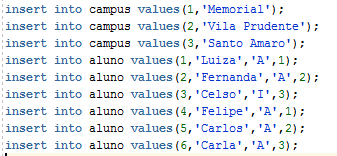 insert into campus values(1,'Memorial');
insert into campus values(2,'Vila Prudente');
insert into campus values(3,'Santo Amaro');
insert into aluno values(1,'Luiza','A',1);
insert into aluno values(2,'Fernanda','A',2);
insert into aluno values(3,'Celso','I',3);
insert into aluno values(4,'Felipe','A',1);
insert into aluno values(5,'Carlos','A',2);
insert into aluno values(6,'Carla','A',3);